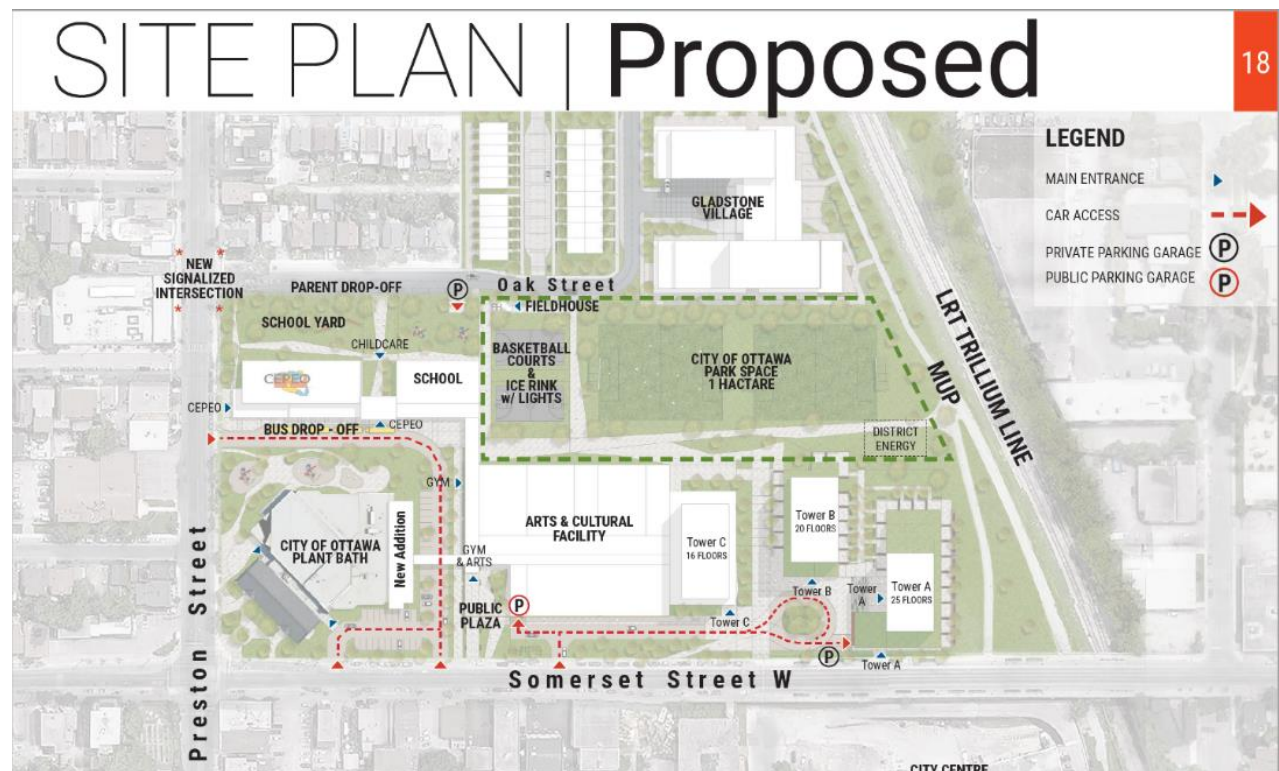 SITE PLAN | Proposed
18
LEGEND
MAIN ENTRANCE
CAR ACCESS
PRIVATE PARKING GARAGE P
PUBLIC PARKING GARAGE P
GLADSTONE
VILLAGE
NEW
SIGNALIZED
INTERSECTION
PARENT DROP-OFF
P
Oak Street
FIELDHOUSE
SCHOOL YARD
CHILDCARE
BASKETBALL
COURTS
&
ICE RINK
w/ LIGHTS
CITY OF OTTAWA
PARK SPACE
1 HACTARE
LRT TRILLIUM LINE
MUP
CEPEO
SCHOOL
CEPEO
BUS DROP - OFF
CEPEO
DISTRICT
ENERGY
GYM
ARTS & CULTURAL
FACILITY
Tower C
16 FLOORS
Tower B
20 FLOORS
Tower A
25 FLOORS
CITY OF OTTAWA
PLANT BATH
New Addition
GYM
& ARTS
Tower
A
Tower B
PUBLIC
PLAZA
P
Tower C
P
Tower A
Preston Street
Somerset Street W
CITY CENTRE